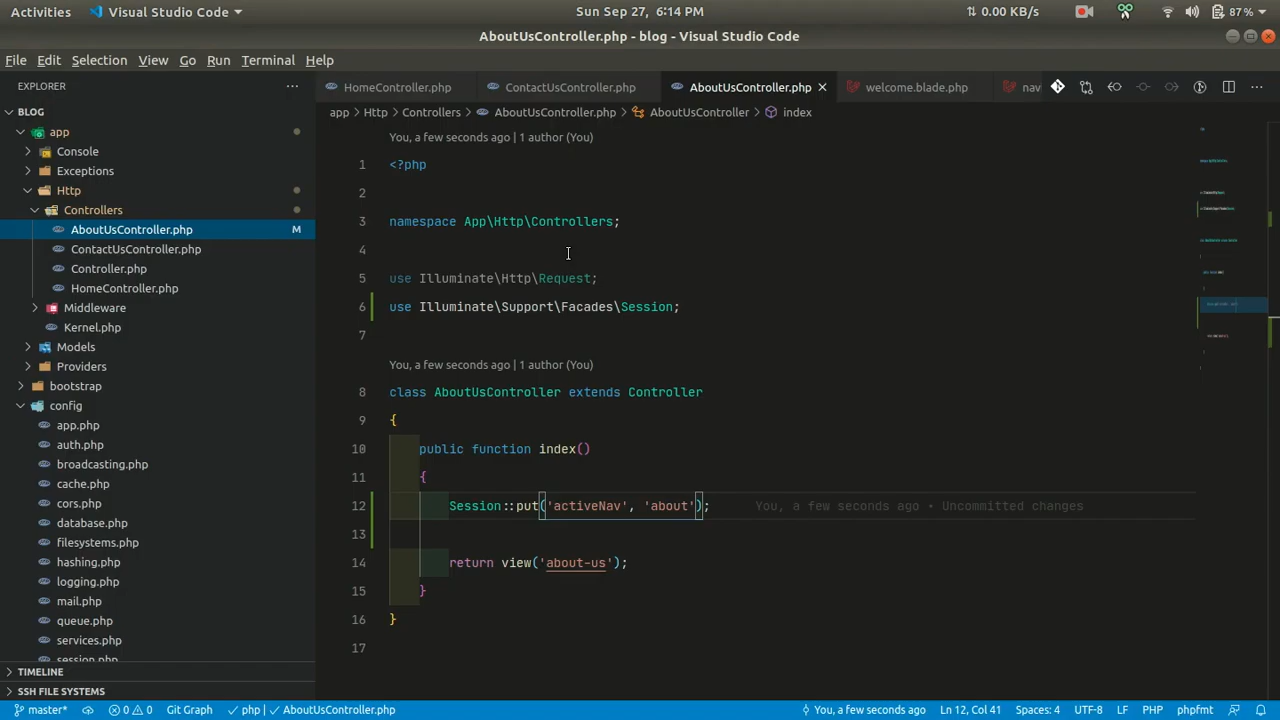 Activities
Visual Studio Code
Sun Sep 27, 6:14 PM
0.00 KB/s
87%
AboutUsController.php - blog - Visual Studio Code
File Edit Selection View Go Run Terminal Help
EXPLORER
HomeController.php
ContactUsController.php
AboutUsController.php
welcome.blade.php
nav
app > Http > Controllers > AboutUsController.php > AboutUsController > index
BLOG
app
Console
Exceptions
Http
Controllers
AboutUsController.php M
ContactUsController.php
Controller.php
HomeController.php
Middleware
Kernel.php
Models
Providers
bootstrap
config
app.php
auth.php
broadcasting.php
cache.php
cors.php
database.php
filesystems.php
hashing.php
logging.php
mail.php
queue.php
services.php
session.php
TIMELINE
SSH FILE SYSTEMS
You, a few seconds ago | 1 author (You)
1 <?php
2
3 namespace App\Http\Controllers;
4
5 use Illuminate\Http\Request;
6 use Illuminate\Support\Facades\Session;
7
You, a few seconds ago | 1 author (You)
8 class AboutUsController extends Controller
9 {
10 public function index()
11 {
12 Session::put('activeNav', 'about'); You, a few seconds ago • Uncommitted changes
13
14 return view('about-us');
15 }
16 }
17
master* 0 0 Git Graph php | AboutUsController.php You, a few seconds ago Ln 12, Col 41 Spaces: 4 UTF-8 LF PHP phpfmt